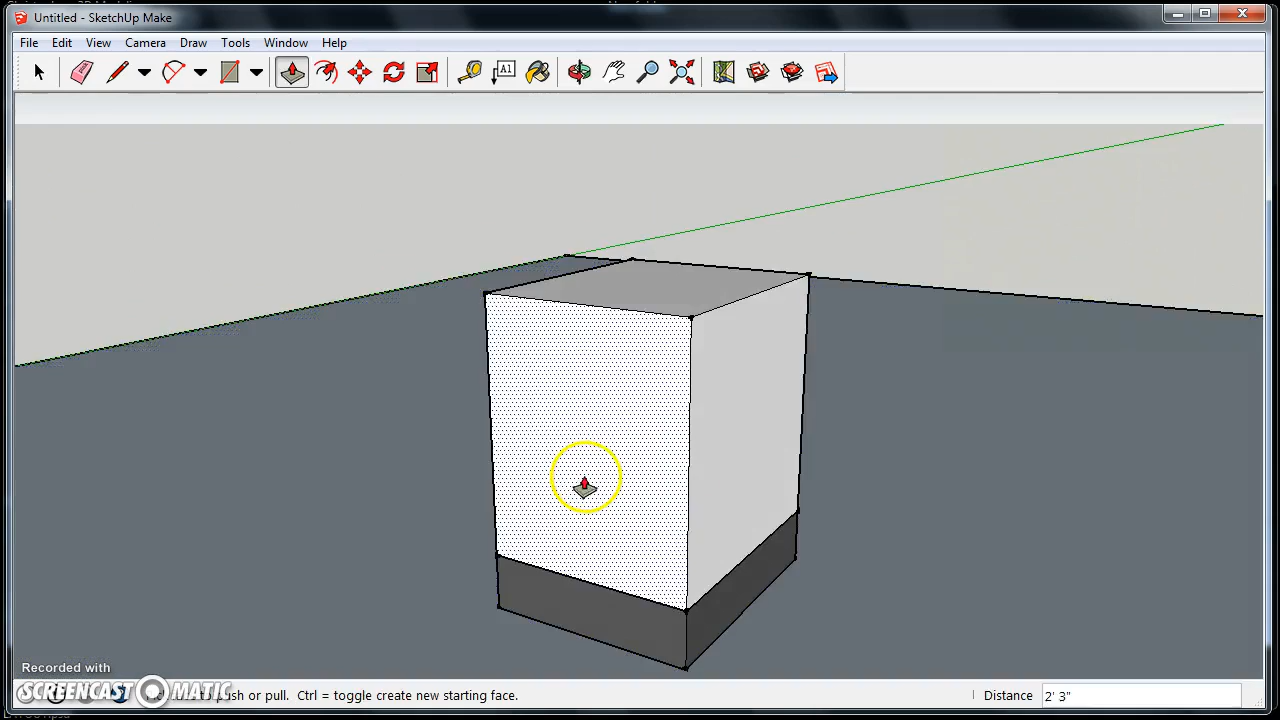 Untitled - SketchUp Make
File Edit View Camera Draw Tools Window Help
A1
Recorded with
SCREENCAST MATIC
push or pull. Ctrl = toggle create new starting face.
Distance 2' 3"